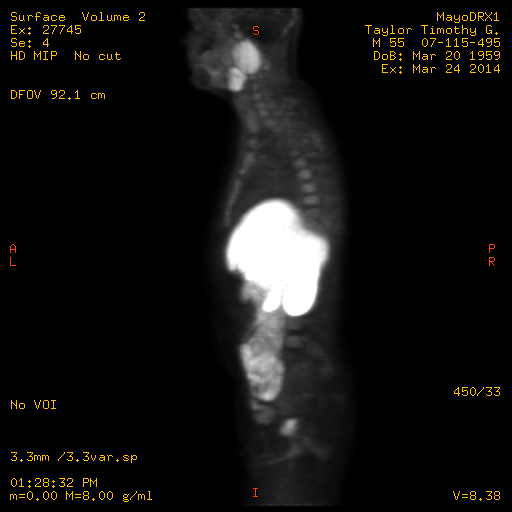 Surface Volume 2
Ex: 27745
Se: 4
HD MIP No cut
DFOV 92.1 cm
S
MayoDRX1
Taylor Timothy G.
M 55 07-115-495
DoB: Mar 20 1959
Ex: Mar 24 2014
A
L
P
R
No VOI
450/33
3.3mm /3.3var.sp
01:28:32 PM
m=0.00 M=8.00 g/ml
I
V=8.38